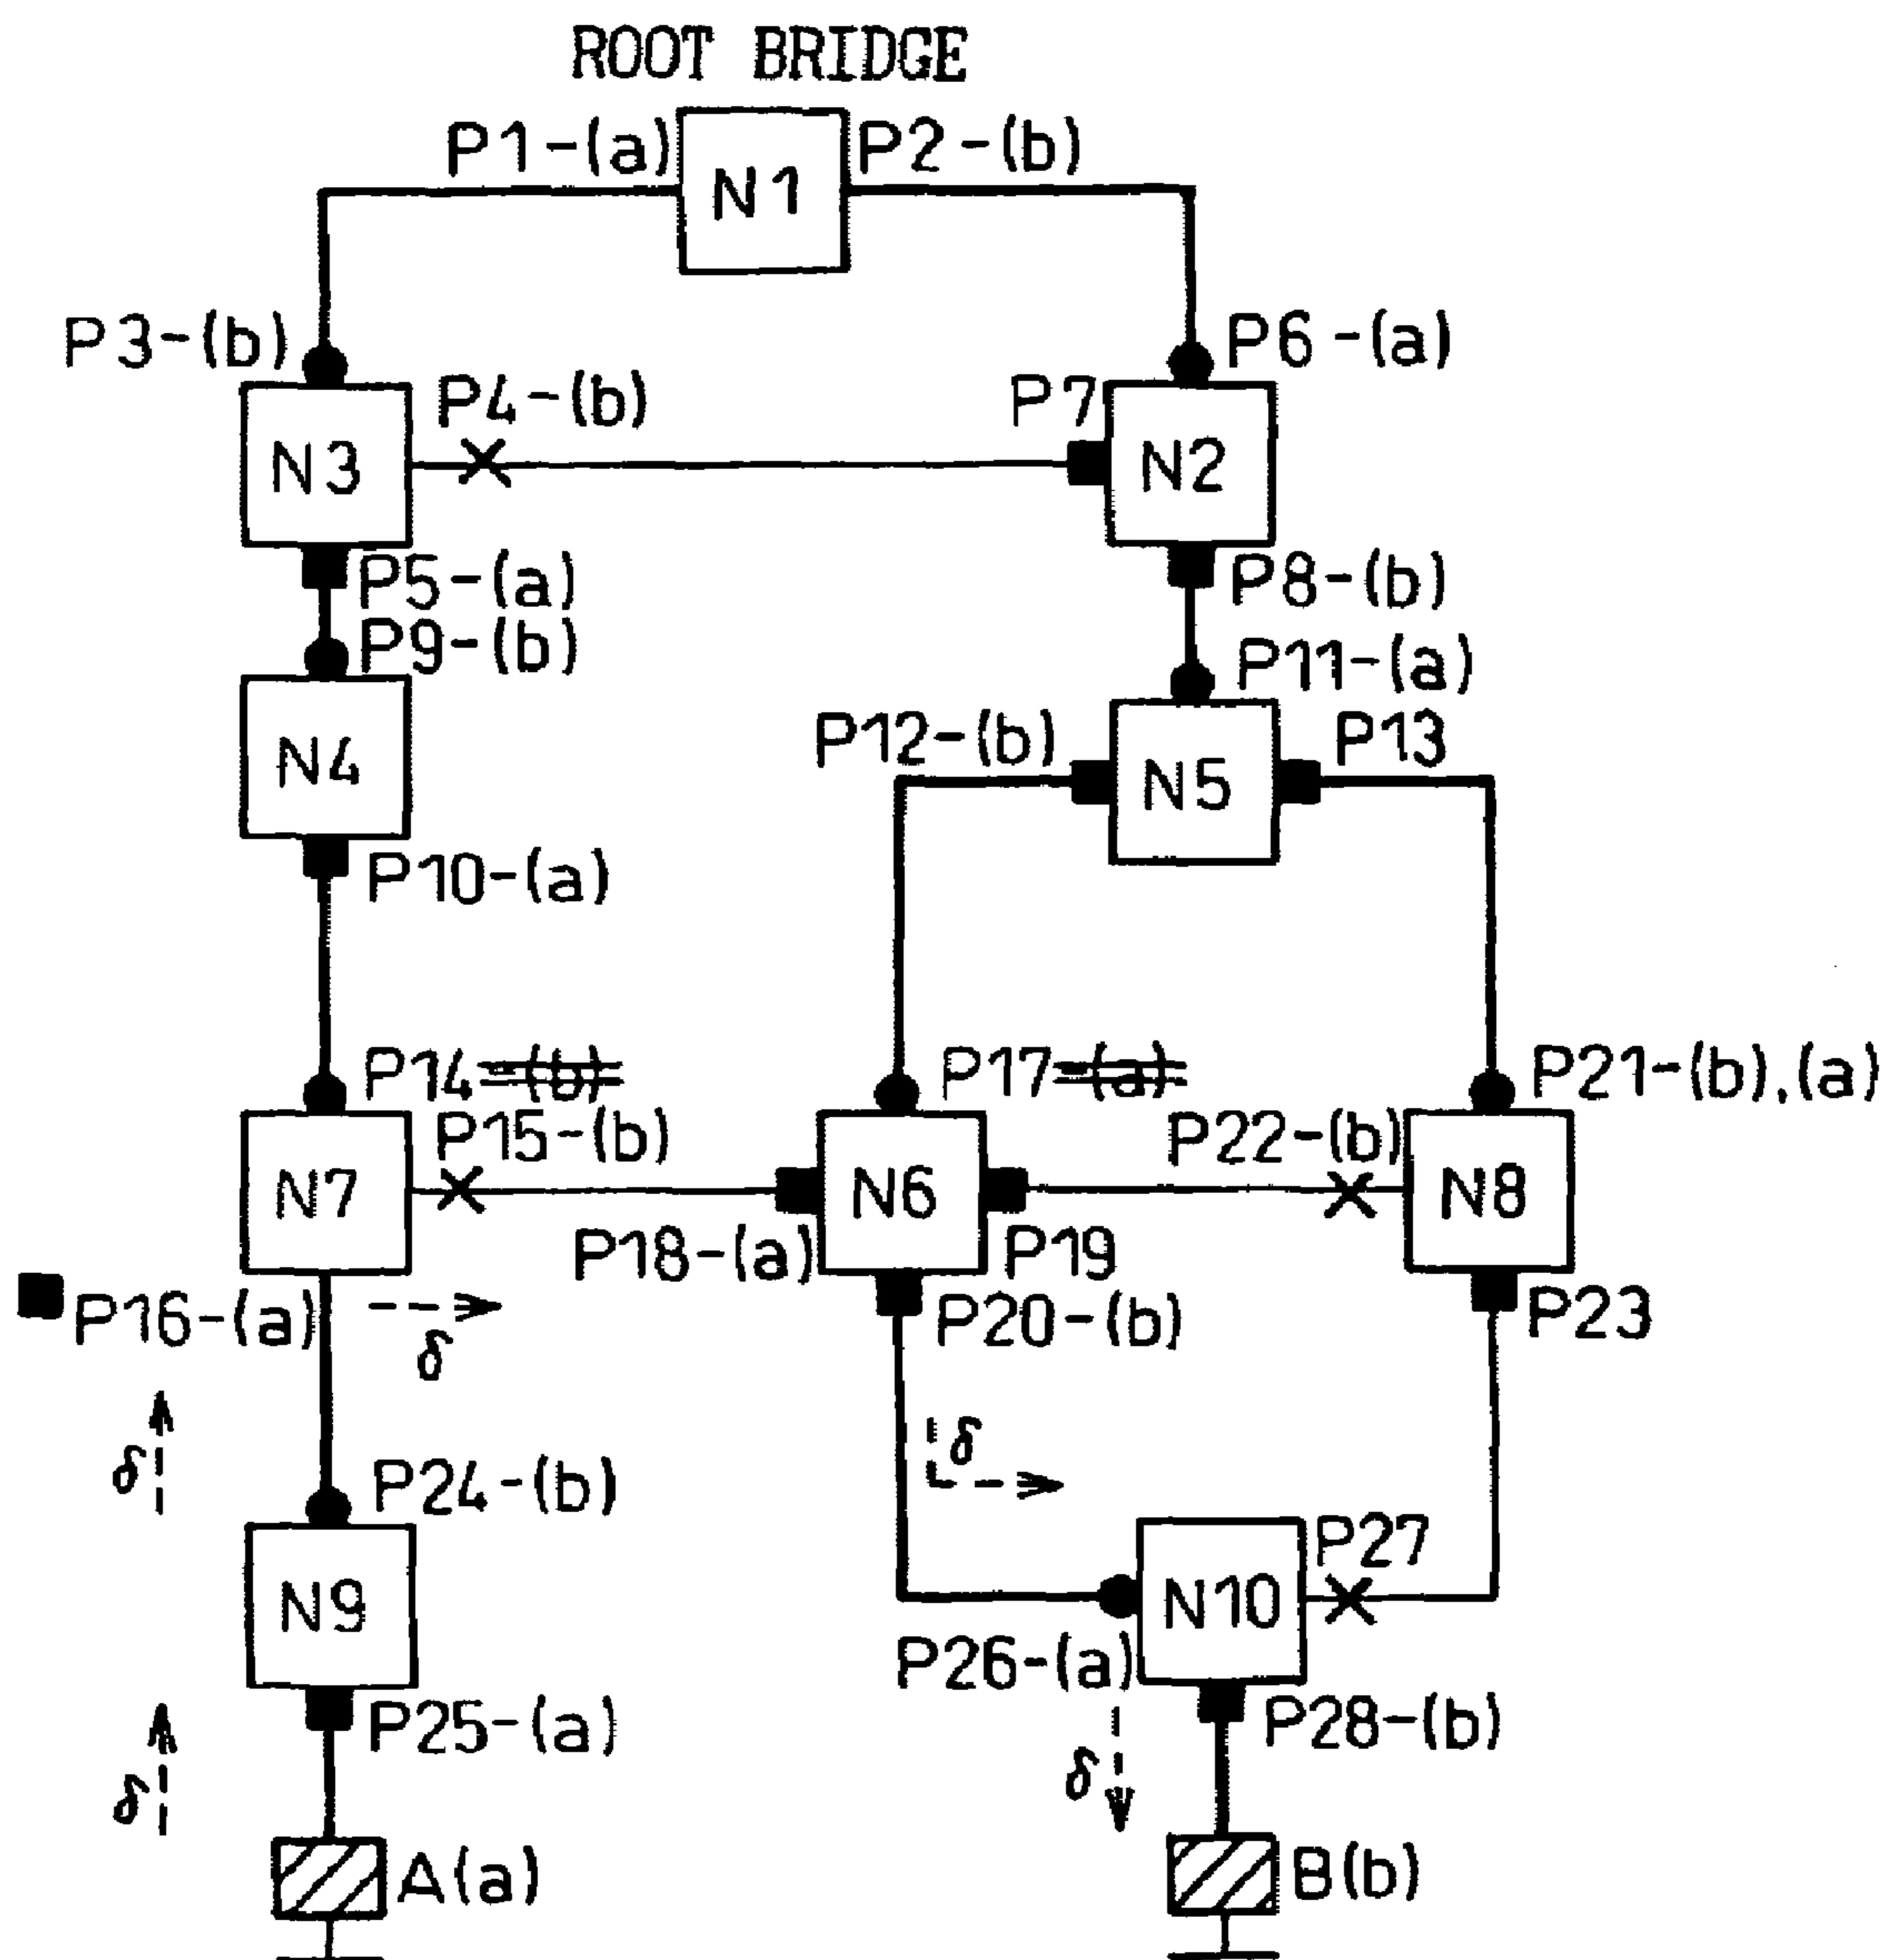 ROOT BRIDGE
P1-(a)
N1
P2-(b)
P3-(b)
P6-(a)
P4-(b)
P7
N3
N2
P5-(a)
P8-(b)
P9-(b)
P11-(a)
P12-(b)
P13
N4
N5
P10-(a)
P14-(b)
P17-(a)
P21-(b),(a)
P15-(b)
P22-(b)
N7
N6
N8
P18-(a)
P19
P16-(a)
P20-(b)
P23
δ
δ
δ
P24-(b)
P27
N9
N10
P26-(a)
P25-(a)
P28-(b)
δ
δ
A(a)
B(b)